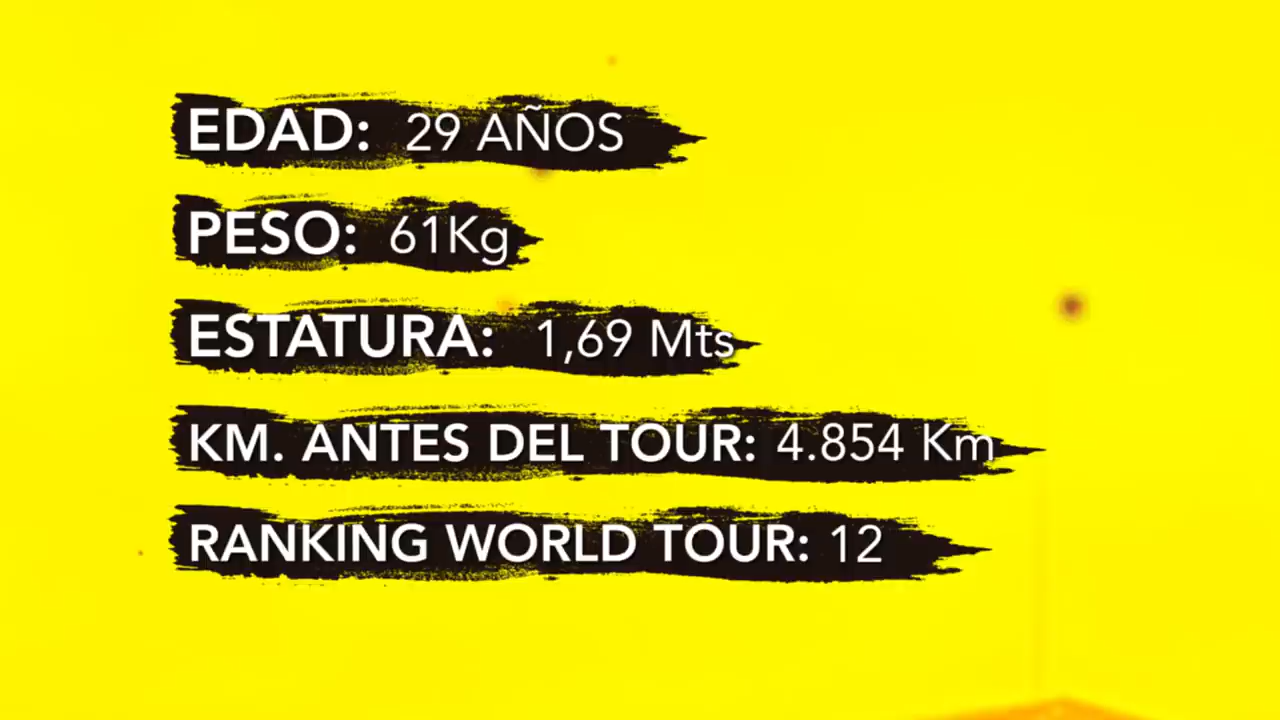 EDAD: 29 AÑOS
PESO: 61Kg
ESTATURA: 1,69 Mts
KM. ANTES DEL TOUR: 4.854 Km
RANKING WORLD TOUR: 12